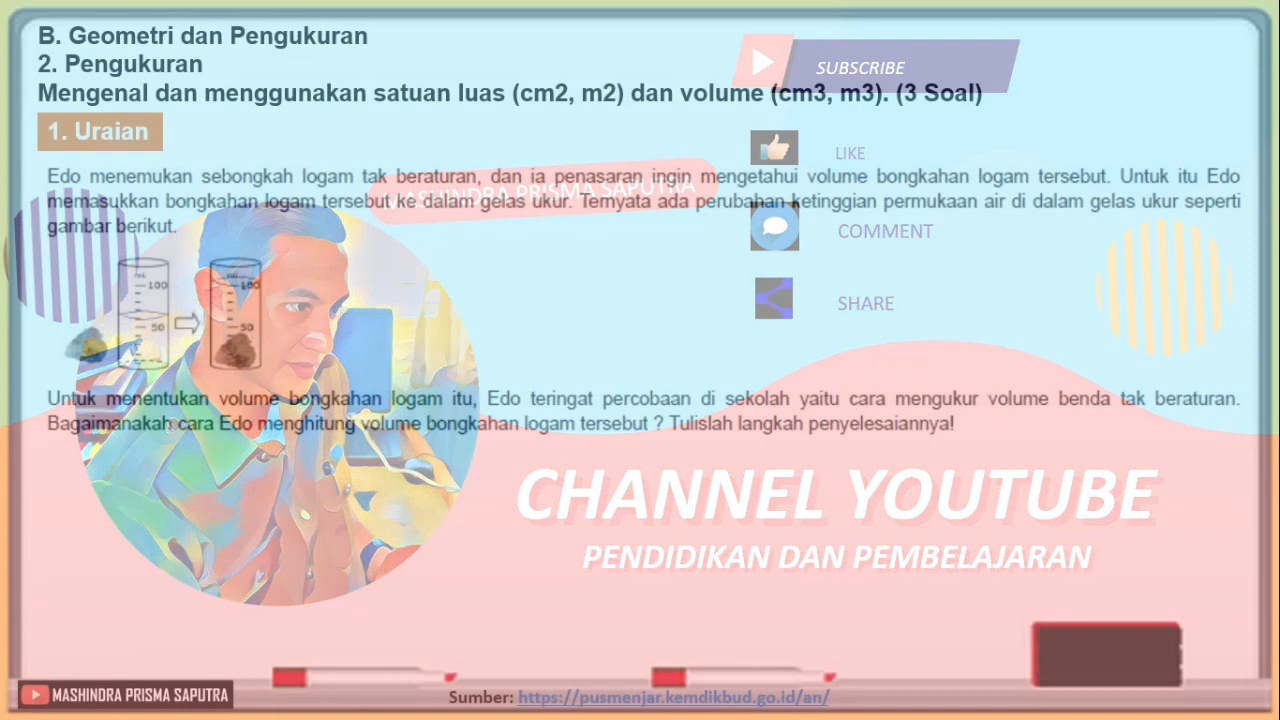 B. Geometri dan Pengukuran
2. Pengukuran
SUBSCRIBE
Mengenal dan menggunakan satuan luas (cm2, m2) dan volume (cm3, m3). (3 Soal)
1. Uraian
LIKE
Edo menemukan sebongkah logam tak beraturan, dan ia penasaran ingin mengetahui volume bongkahan logam tersebut. Untuk itu Edo
MASHINDRA PRISMA SAPUTRA
memasukkan bongkahan logam tersebut ke dalam gelas ukur. Ternyata ada perubahan ketinggian permukaan air di dalam gelas ukur seperti
gambar berikut.
COMMENT
mL
100
50
100
50
SHARE
Untuk menentukan volume bongkahan logam itu, Edo teringat percobaan di sekolah yaitu cara mengukur volume benda tak beraturan.
Bagaimanakah cara Edo menghitung volume bongkahan logam tersebut ? Tulislah langkah penyelesaiannya!
CHANNEL YOUTUBE
PENDIDIKAN DAN PEMBELAJARAN
MASHINDRA PRISMA SAPUTRA
Sumber: https://pusmenjar.kemdikbud.go.id/an/